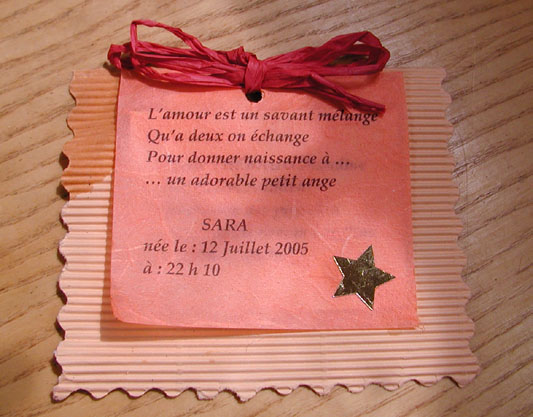 L'amour est un savant mélange
Qu'a deux on échange
Pour donner naissance à ...
... un adorable petit ange
SARA
née le : 12 Juillet 2005
à : 22 h 10